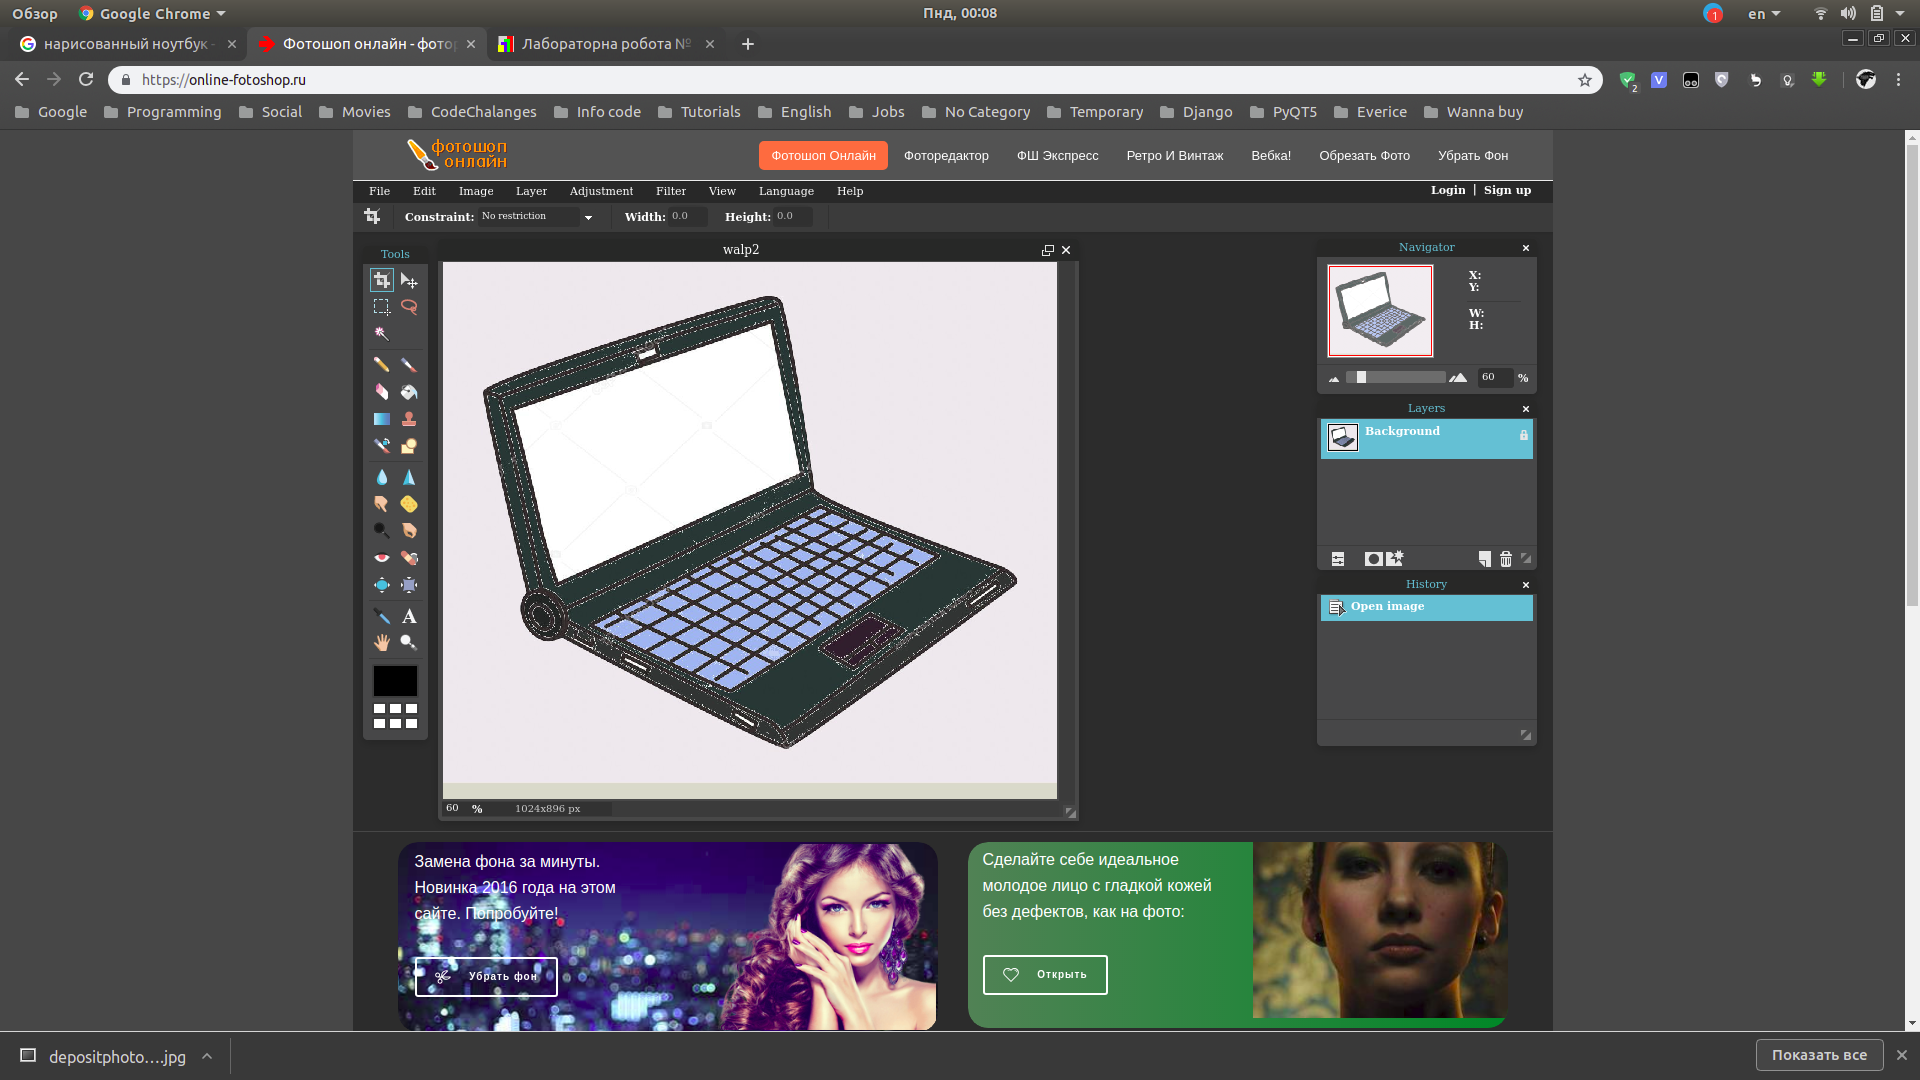 Обзор
Google Chrome
Пнд, 00:08
1
en
нарисованный ноутбук -
Фотошоп онлайн - фотор
Лабораторна робота №
https://online-fotoshop.ru
2
Google
Programming
Social
Movies
CodeChalanges
Info code
Tutorials
English
Jobs
No Category
Temporary
Django
PyQT5
Everice
Wanna buy
фотошоп
онлайн
Фотошоп Онлайн
Фоторедактор
ФШ Экспресс
Ретро И Винтаж
Вебка!
Обрезать Фото
Убрать Фон
File
Edit
Image
Layer
Adjustment
Filter
View
Language
Help
Login | Sign up
Constraint: No restriction
Width: 0.0
Height: 0.0
Tools
A
walp2
60 %
1024x896 px
Navigator
X:
Y:
W:
H:
60 %
Layers
Background
History
Open image
Замена фона за минуты.
Новинка 2016 года на этом
сайте. Попробуйте!
Убрать фон
Сделайте себе идеальное
молодое лицо с гладкой кожей
без дефектов, как на фото:
Открыть
depositphoto....jpg
Показать все